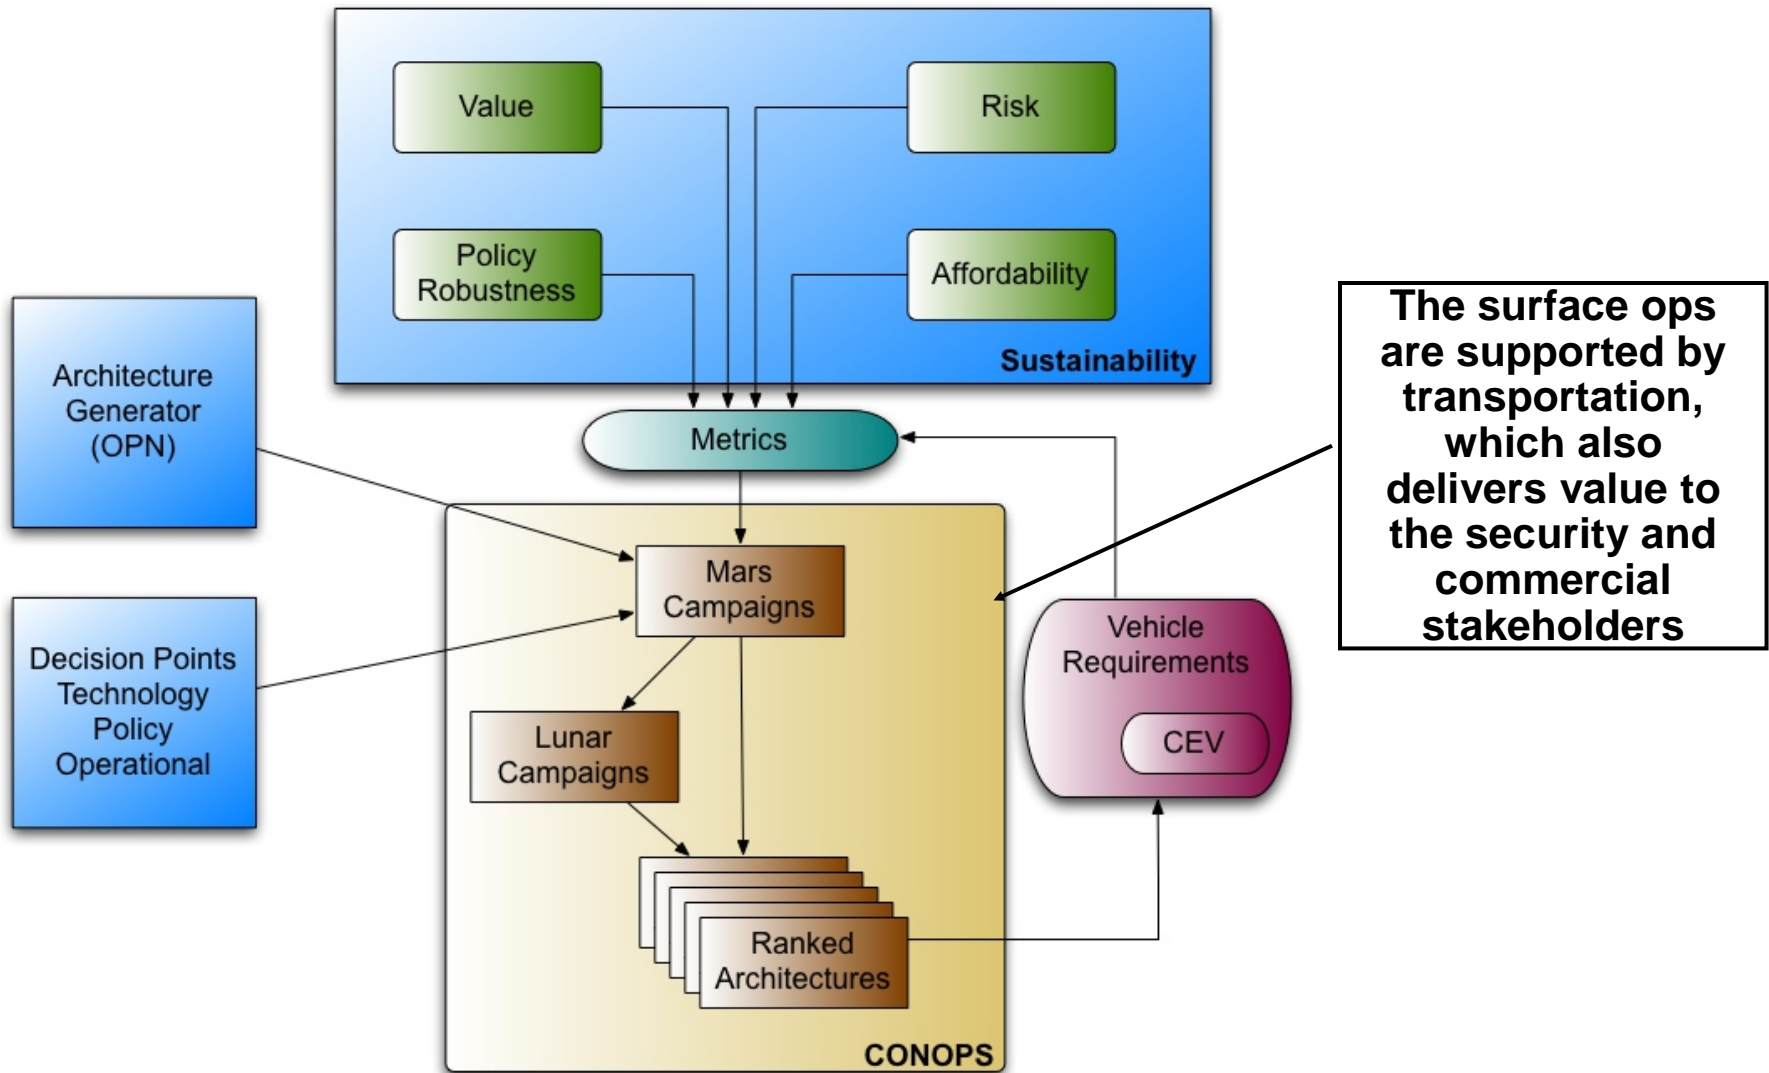 Value
Risk
Policy
Robustness
Affordability
Sustainability
Architecture
Generator
(OPN)
Metrics
The surface ops
are supported by
transportation,
which also
delivers value to
the security and
commercial
stakeholders
Mars
Campaigns
Decision Points
Technology
Policy
Operational
Vehicle
Requirements
CEV
Lunar
Campaigns
Ranked
Architectures
CONOPS